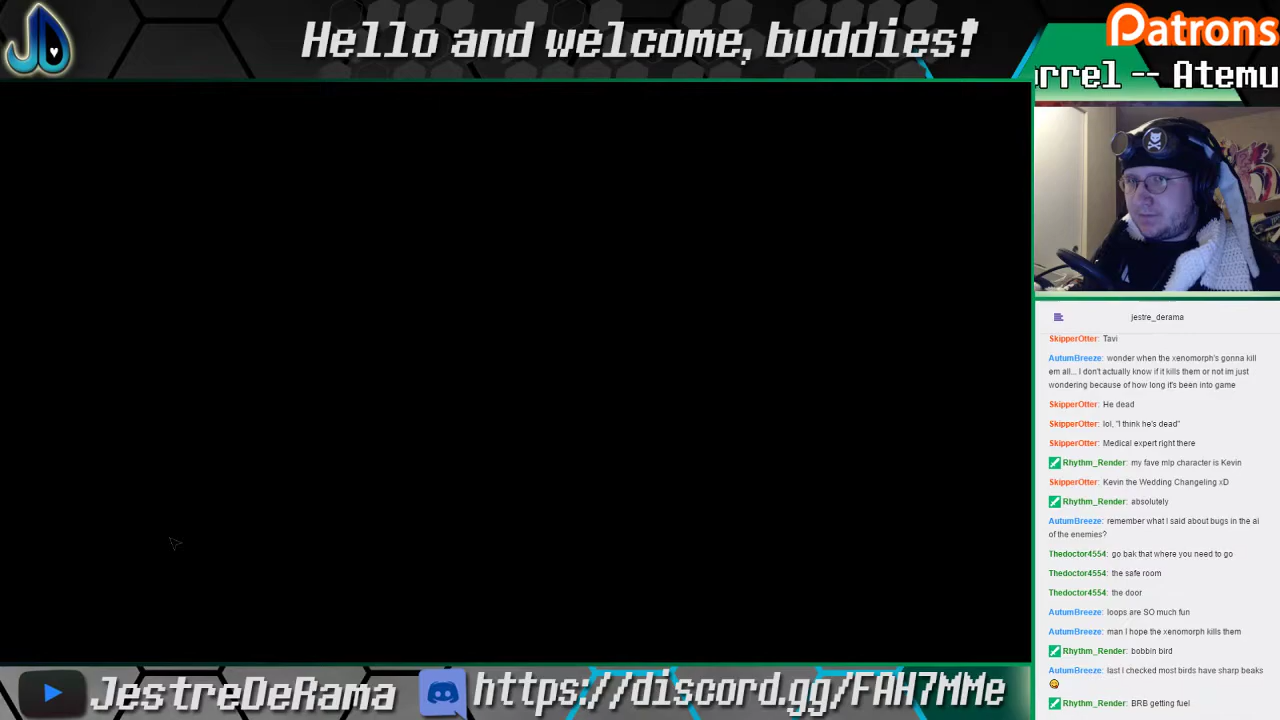 JD
Hello and welcome, buddies!
Patrons
rrel -- Atemu
jestre_derama
SkipperOtter: Tavi
AutumBreeze: wonder when the xenomorph's gonna kill
em all... I don't actually know if it kills them or not im just
wondering because of how long it's been into game
SkipperOtter: He dead
SkipperOtter: lol, "I think he's dead"
SkipperOtter: Medical expert right there
Rhythm_Render: my fave mlp character is Kevin
SkipperOtter: Kevin the Wedding Changeling xD
Rhythm_Render: absolutely
AutumBreeze: remember what I said about bugs in the ai
of the enemies?
Thedoctor4554: go bak that where you need to go
Thedoctor4554: the safe room
Thedoctor4554: the door
AutumBreeze: loops are SO much fun
AutumBreeze: man I hope the xenomorph kills them
Rhythm_Render: bobbin bird
AutumBreeze: last I checked most birds have sharp beaks
Rhythm_Render: BRB getting fuel
JestreDeRama
https://discord.gg/FAH7MMe